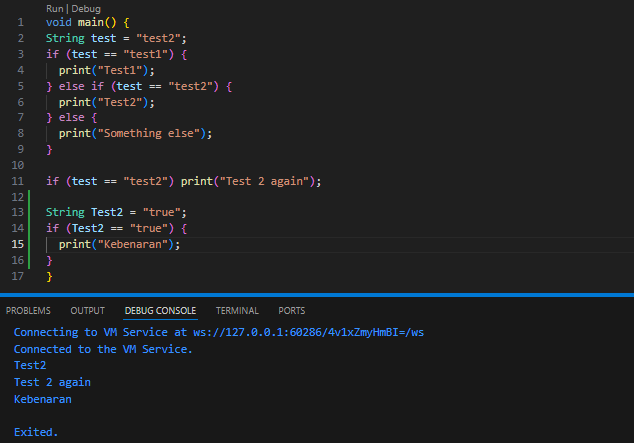 Run | Debug
1 void main() {
2 String test = "test2";
3 if (test == "test1") {
4   print("Test1");
5 } else if (test == "test2") {
6   print("Test2");
7 } else {
8   print("Something else");
9 }
10
11 if (test == "test2") print("Test 2 again");
12
13 String Test2 = "true";
14 if (Test2 == "true") {
15   print("Kebenaran");
16 }
17 }
PROBLEMS OUTPUT DEBUG CONSOLE TERMINAL PORTS
Connecting to VM Service at ws://127.0.0.1:60286/4v1xZmyHmBI=/ws
Connected to the VM Service.
Test2
Test 2 again
Kebenaran
Exited.